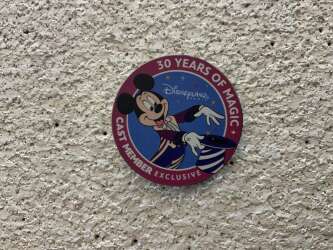 30 YEARS OF MAGIC
Disneyland
PARIS
CAST MEMBER EXCLUSIVE